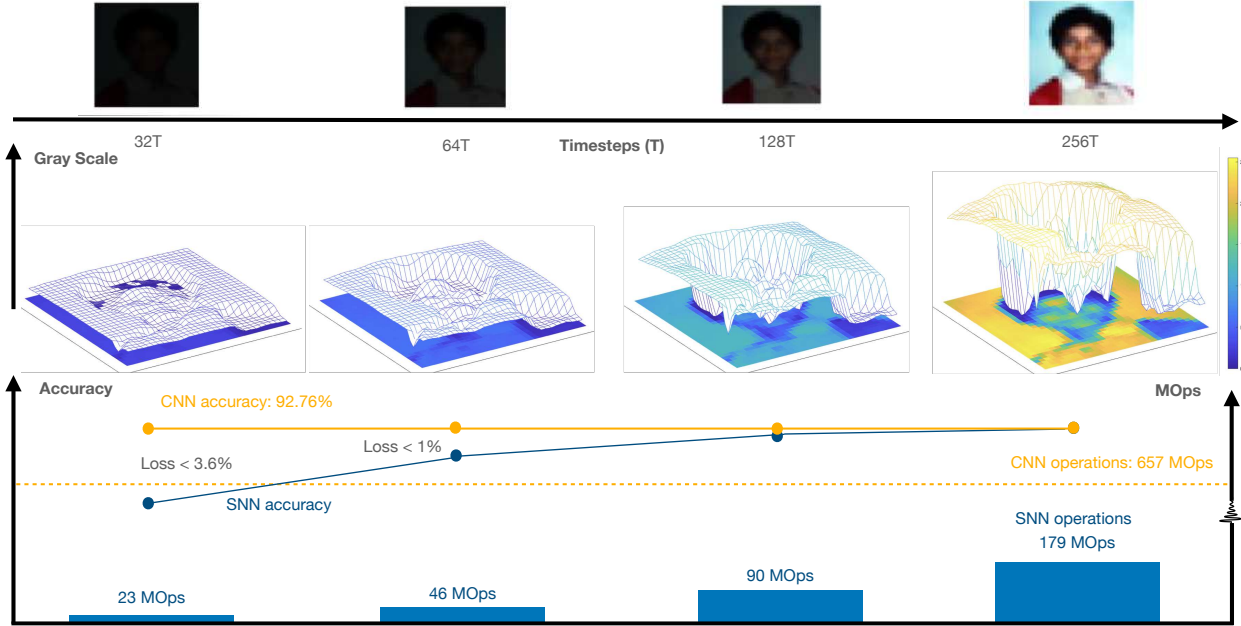 32T
64T
Timesteps (T)
128T
256T
Gray Scale
Accuracy
MOps
CNN accuracy: 92.76%
Loss < 3.6%
Loss < 1%
CNN operations: 657 MOps
SNN accuracy
SNN operations
179 MOps
23 MOps
46 MOps
90 MOps